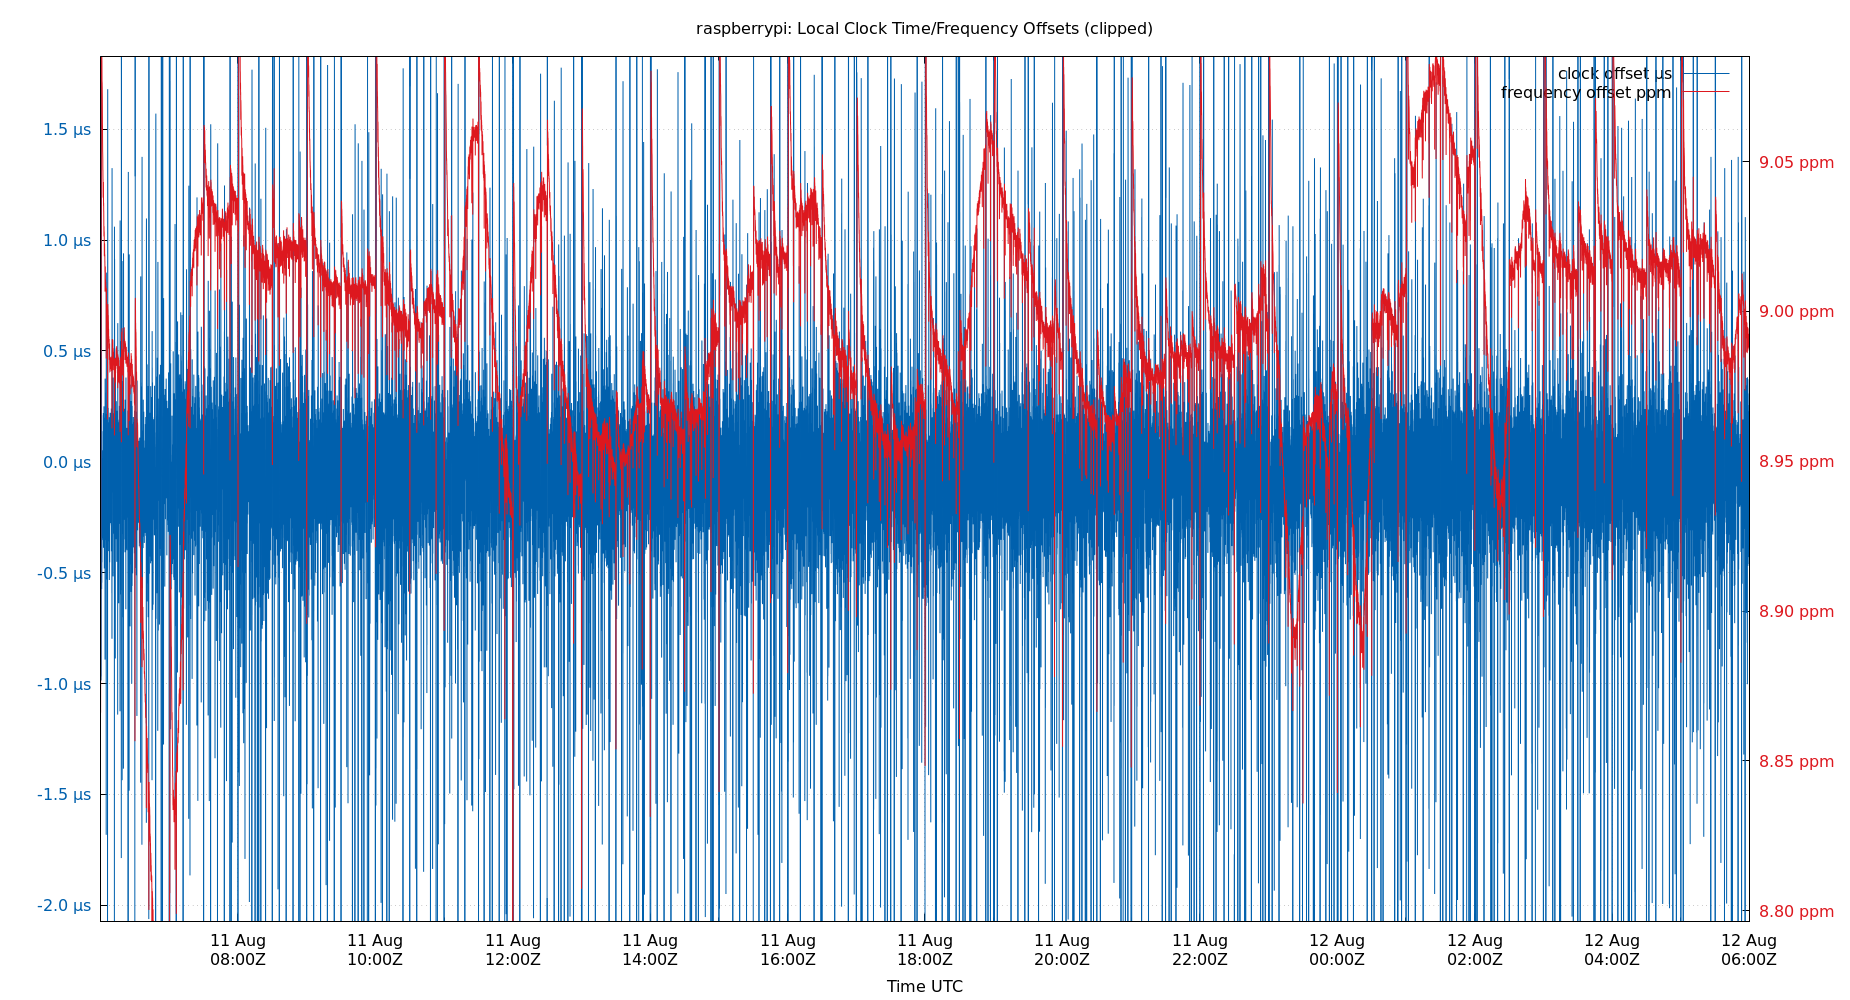 raspberrypi: Local Clock Time/Frequency Offsets (clipped)
clock offset µs
frequency offset ppm
1.5 µs
1.0 µs
0.5 µs
0.0 µs
-0.5 µs
-1.0 µs
-1.5 µs
-2.0 µs
9.05 ppm
9.00 ppm
8.95 ppm
8.90 ppm
8.85 ppm
8.80 ppm
11 Aug 11 Aug 11 Aug 11 Aug 11 Aug 11 Aug 11 Aug 11 Aug 12 Aug 12 Aug 12 Aug 12 Aug
08:00Z 10:00Z 12:00Z 14:00Z 16:00Z 18:00Z 20:00Z 22:00Z 00:00Z 02:00Z 04:00Z 06:00Z
Time UTC